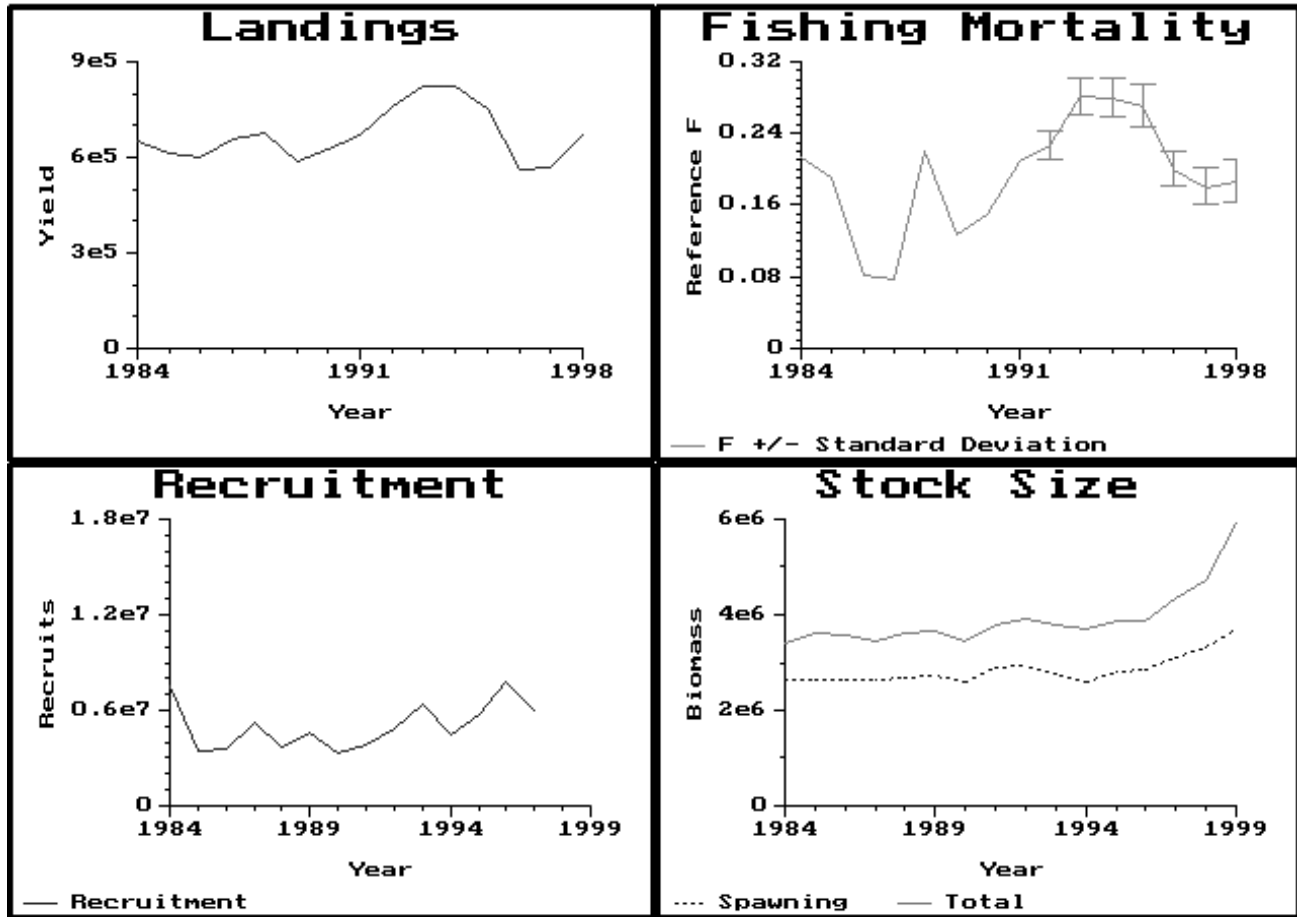 Landings
9e5
6e5
3e5
0
Yield
1984 1991 1998
Year
Fishing Mortality
0.32
0.24
0.16
0.08
0
Reference F
1984 1991 1998
Year
F +/- Standard Deviation
Recruitment
1.8e7
1.2e7
0.6e7
0
Recruits
1984 1989 1994 1999
Year
Recruitment
Stock Size
6e6
4e6
2e6
0
Biomass
1984 1989 1994 1999
Year
Spawning Total